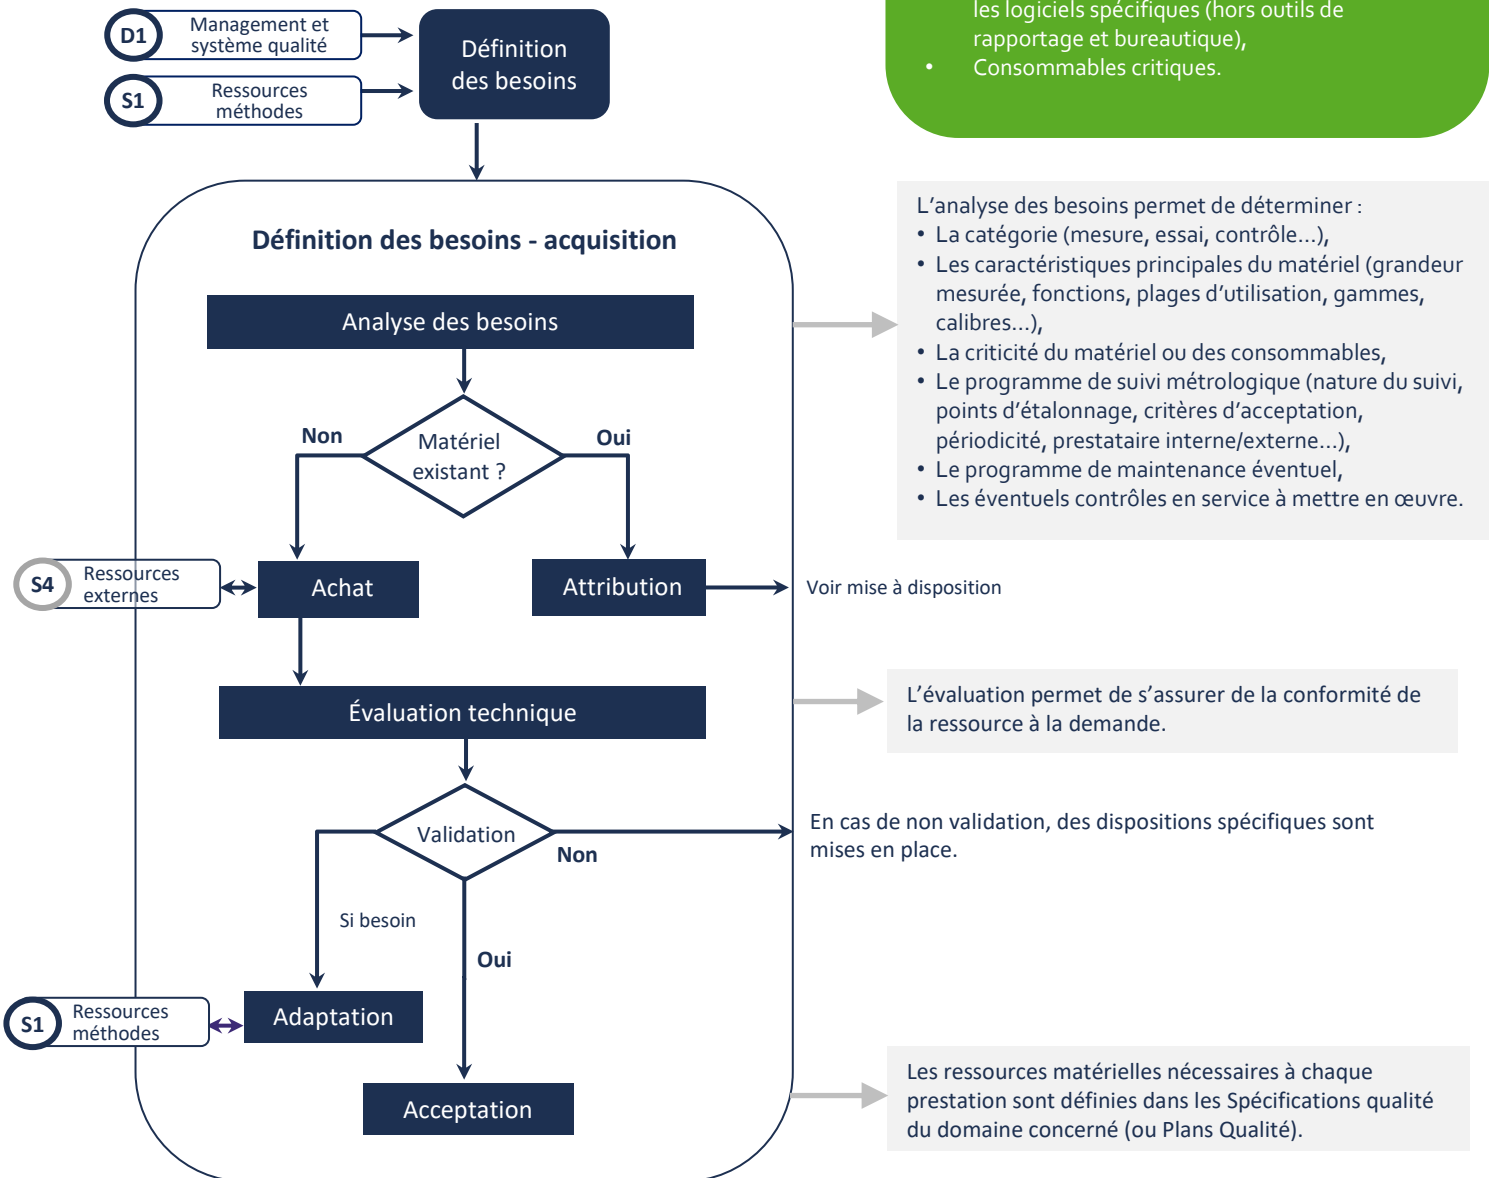 les logiciels spécifiques (hors outils de
rapportage et bureautique),
• Consommables critiques.
D1
Management et
système qualité
S1
Ressources
méthodes
Définition
des besoins
Définition des besoins - acquisition
Analyse des besoins
L'analyse des besoins permet de déterminer :
• La catégorie (mesure, essai, contrôle...),
• Les caractéristiques principales du matériel (grandeur
mesurée, fonctions, plages d'utilisation, gammes,
calibres...),
• La criticité du matériel ou des consommables,
• Le programme de suivi métrologique (nature du suivi,
points d'étalonnage, critères d'acceptation,
périodicité, prestataire interne/externe...),
• Le programme de maintenance éventuel,
• Les éventuels contrôles en service à mettre en œuvre.
Non
Matériel
existant ?
Oui
S4
Ressources
externes
Achat
Attribution
Voir mise à disposition
Évaluation technique
L'évaluation permet de s'assurer de la conformité de
la ressource à la demande.
Validation
Non
En cas de non validation, des dispositions spécifiques sont
mises en place.
Si besoin
Oui
S1
Ressources
méthodes
Adaptation
Acceptation
Les ressources matérielles nécessaires à chaque
prestation sont définies dans les Spécifications qualité
du domaine concerné (ou Plans Qualité).